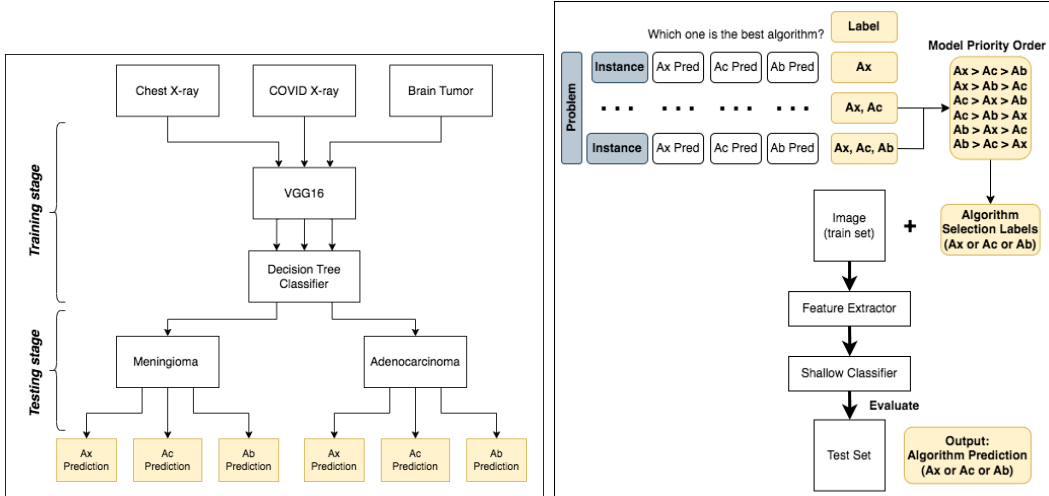 Chest X-ray
COVID X-ray
Brain Tumor
Training stage
VGG16
Decision Tree
Classifier
Testing stage
Meningioma
Adenocarcinoma
Ax
Prediction
Ac
Prediction
Ab
Prediction
Ax
Prediction
Ac
Prediction
Ab
Prediction
Which one is the best algorithm?
Label
Model Priority Order
Problem
Instance
Ax Pred
Ac Pred
Ab Pred
Ax
Ax, Ac
Instance
Ax Pred
Ac Pred
Ab Pred
Ax, Ac, Ab
Ax > Ac > Ab
Ax > Ab > Ac
Ac > Ax > Ab
Ac > Ab > Ax
Ab > Ax > Ac
Ab > Ac > Ax
Image
(train set)
+
Algorithm
Selection Labels
(Ax or Ac or Ab)
Feature Extractor
Shallow Classifier
Evaluate
Test Set
Output:
Algorithm Prediction
(Ax or Ac or Ab)